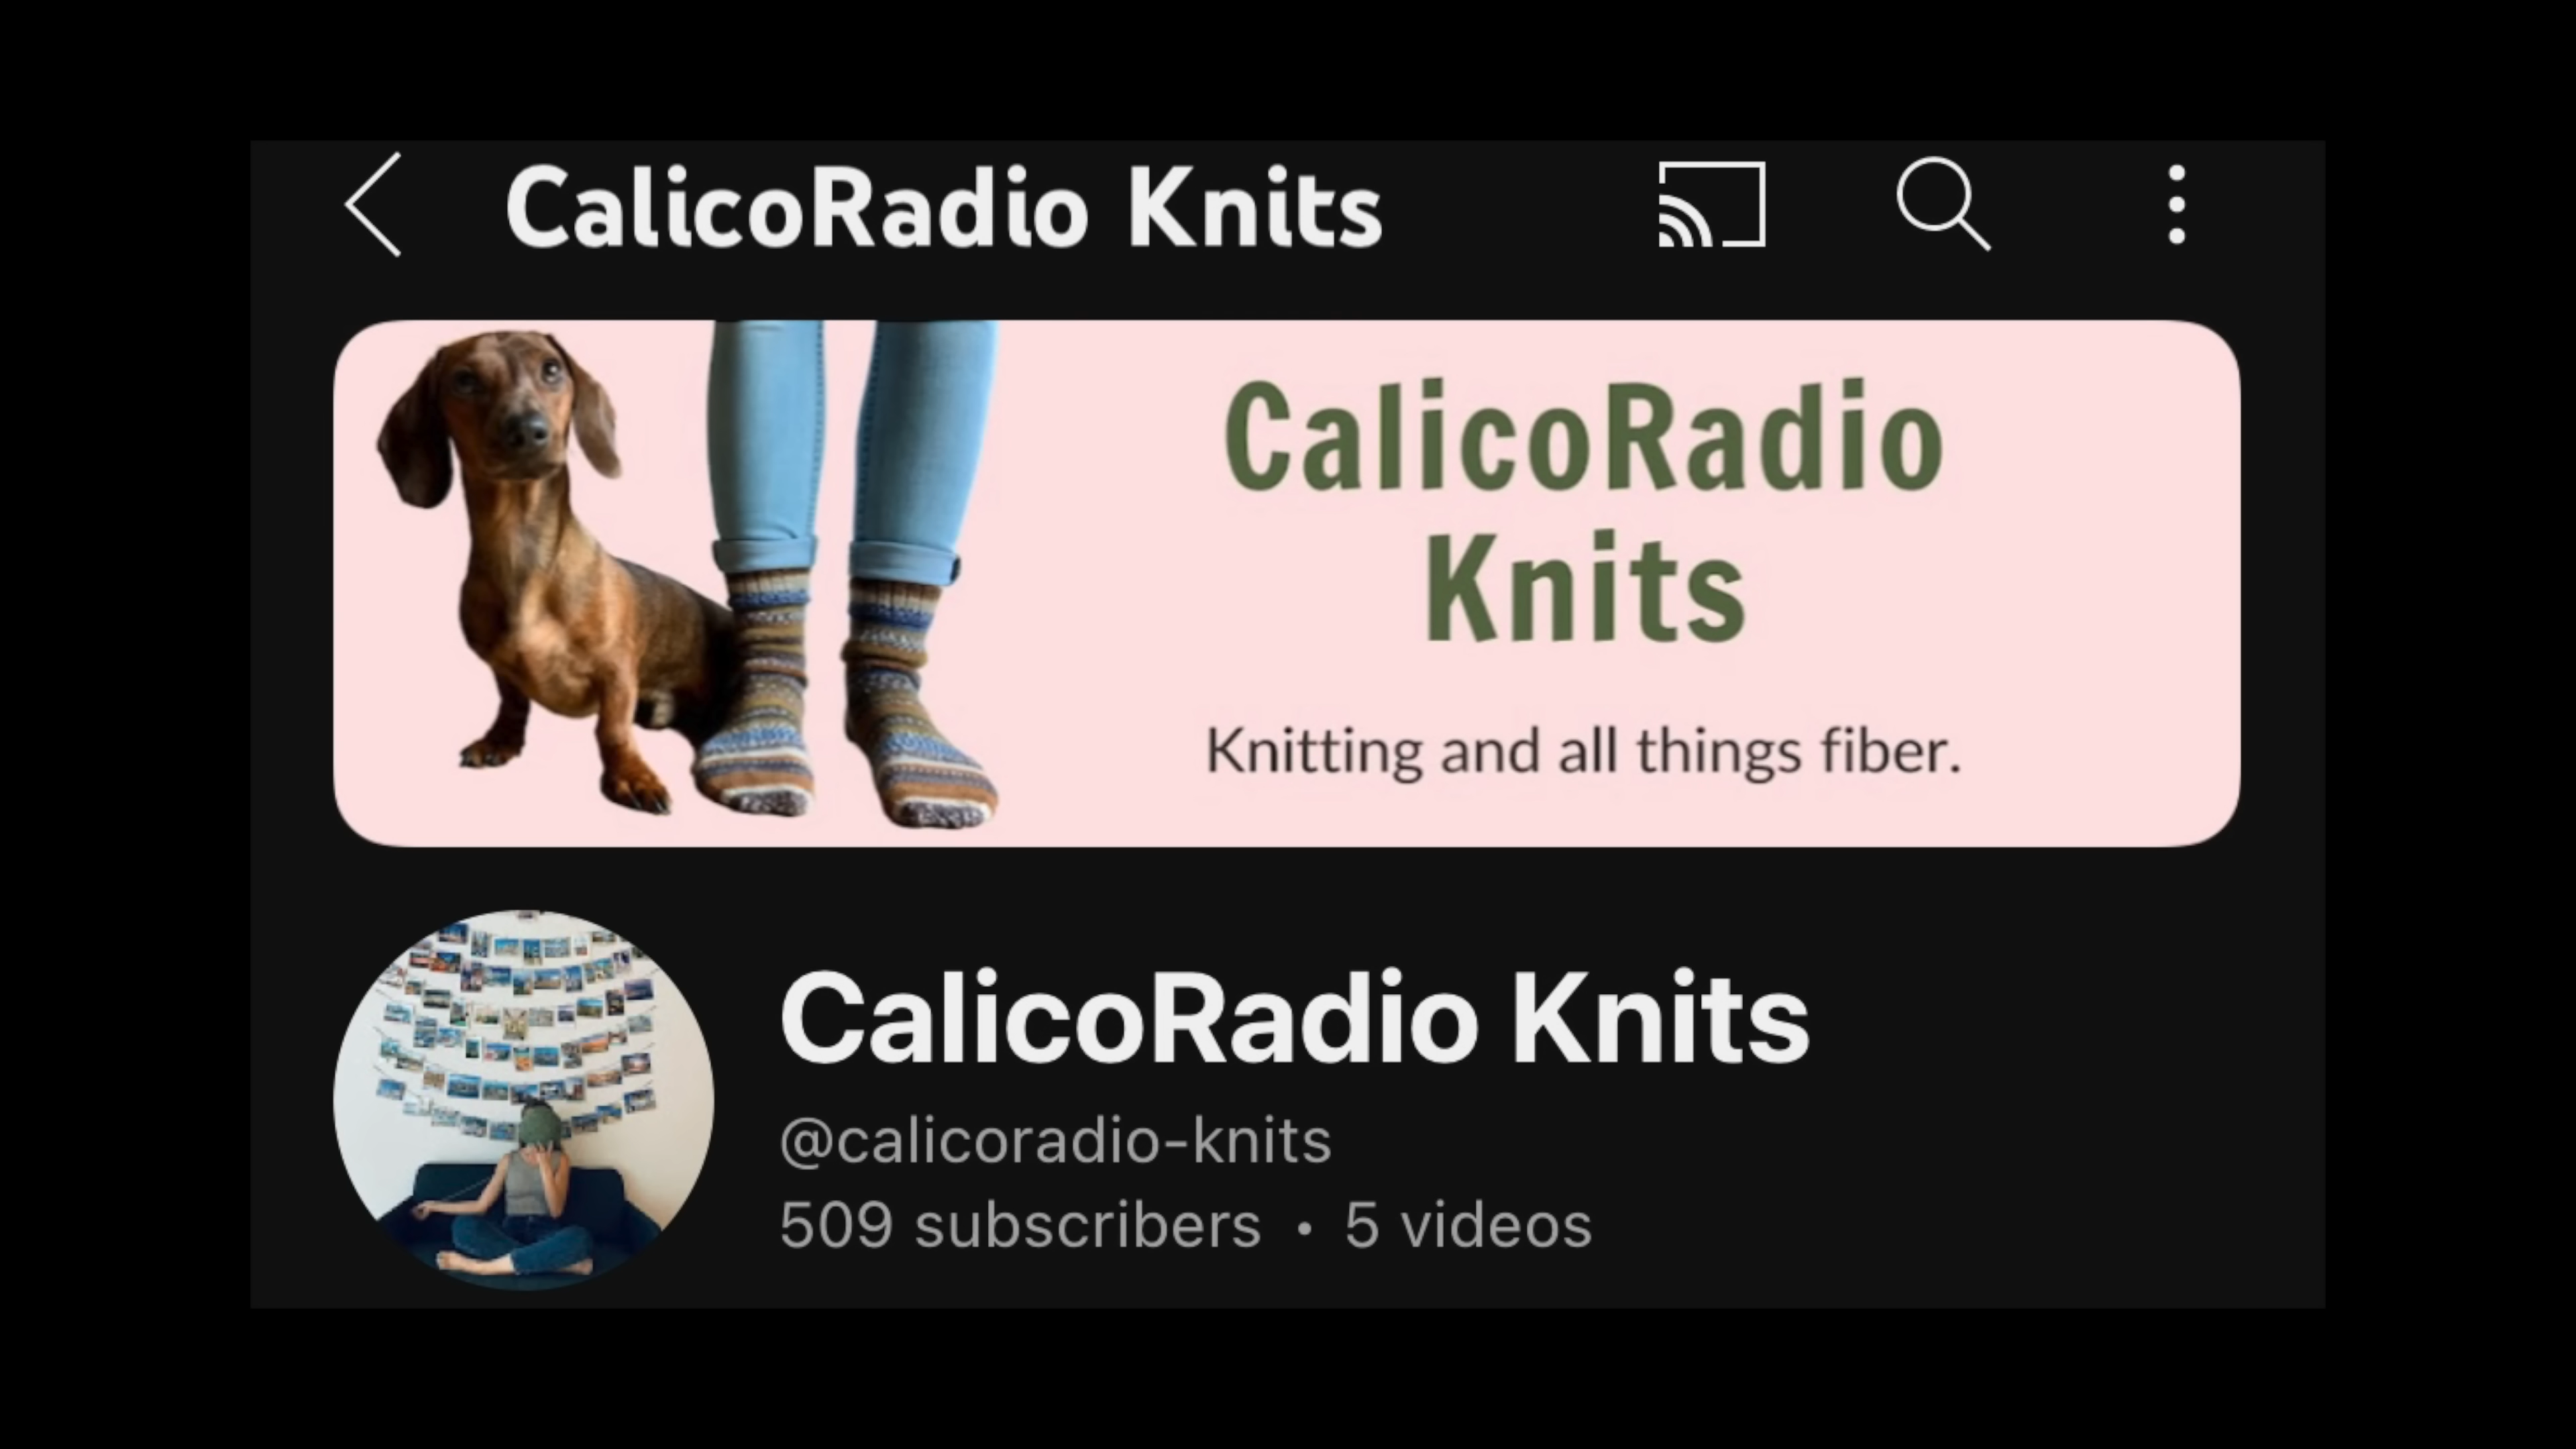 CalicoRadio Knits
CalicoRadio
Knits
Knitting and all things fiber.
CalicoRadio Knits
@calicoradio-knits
509 subscribers • 5 videos